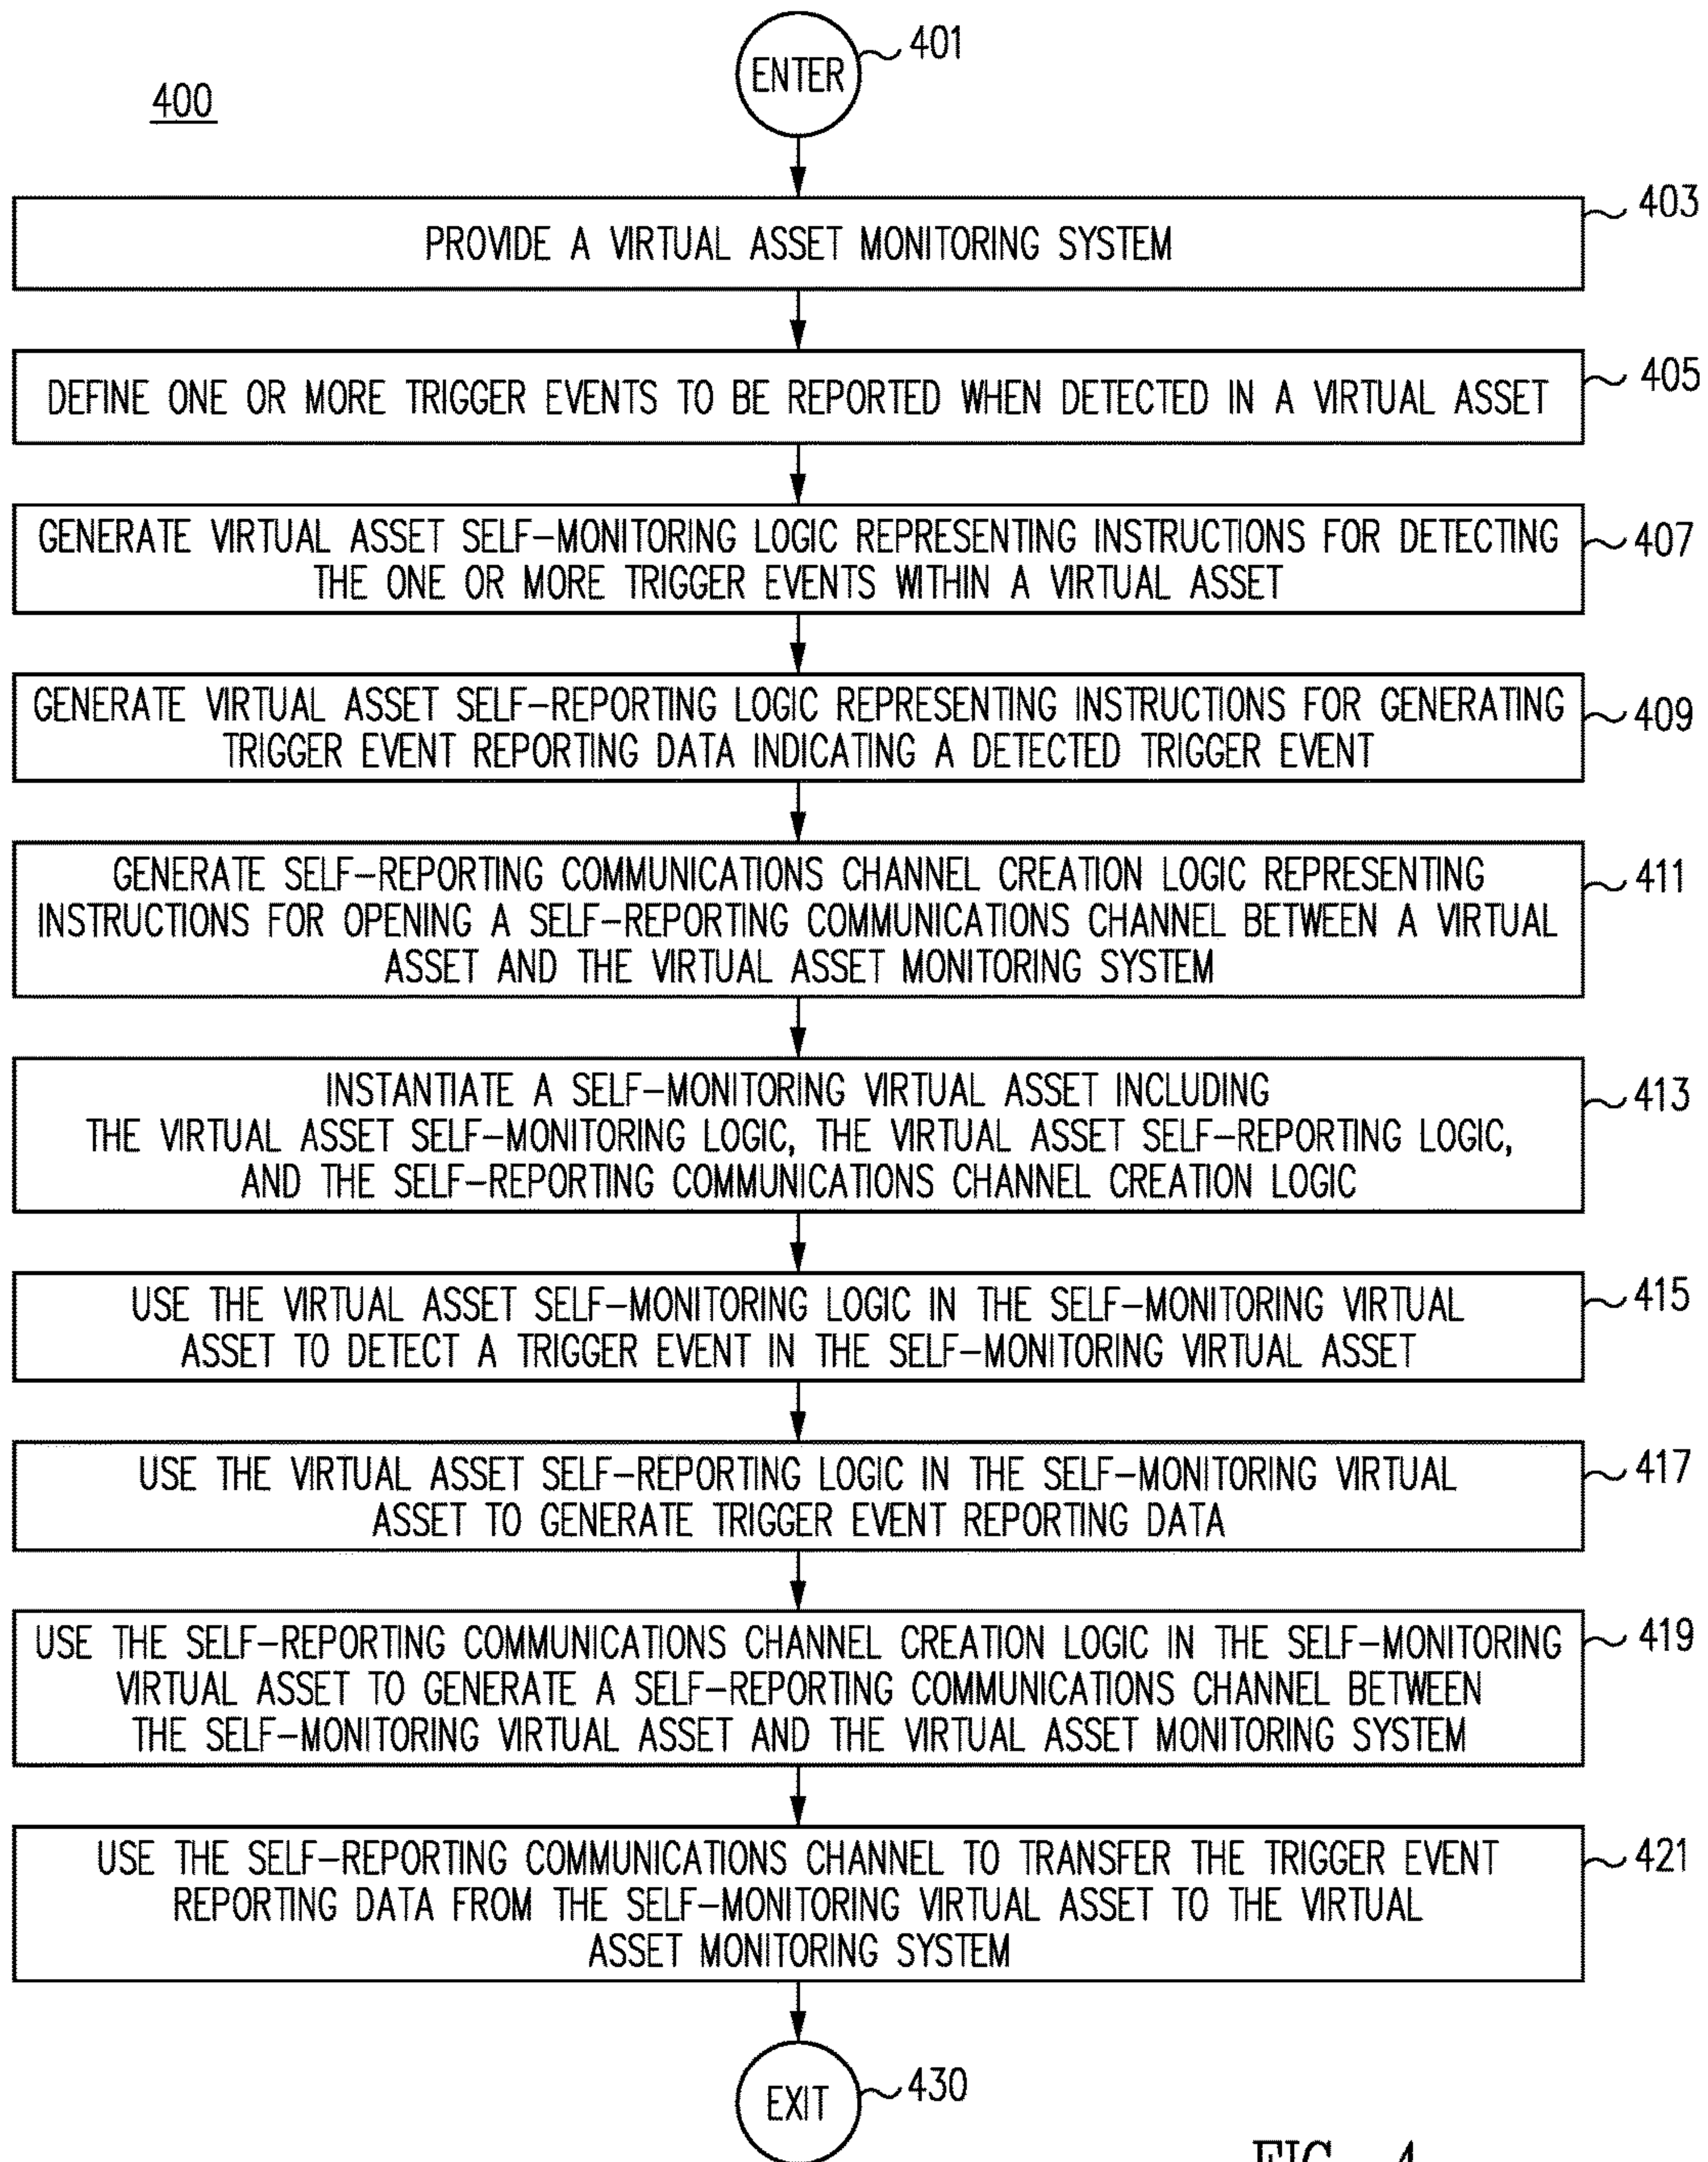 401
ENTER
400
403
PROVIDE A VIRTUAL ASSET MONITORING SYSTEM
405
DEFINE ONE OR MORE TRIGGER EVENTS TO BE REPORTED WHEN DETECTED IN A VIRTUAL ASSET
GENERATE VIRTUAL ASSET SELF-MONITORING LOGIC REPRESENTING INSTRUCTIONS FOR DETECTING
THE ONE OR MORE TRIGGER EVENTS WITHIN A VIRTUAL ASSET
407
GENERATE VIRTUAL ASSET SELF-REPORTING LOGIC REPRESENTING INSTRUCTIONS FOR GENERATING
TRIGGER EVENT REPORTING DATA INDICATING A DETECTED TRIGGER EVENT
409
GENERATE SELF-REPORTING COMMUNICATIONS CHANNEL CREATION LOGIC REPRESENTING
INSTRUCTIONS FOR OPENING A SELF-REPORTING COMMUNICATIONS CHANNEL BETWEEN A VIRTUAL
ASSET AND THE VIRTUAL ASSET MONITORING SYSTEM
411
INSTANTIATE A SELF-MONITORING VIRTUAL ASSET INCLUDING
THE VIRTUAL ASSET SELF-MONITORING LOGIC, THE VIRTUAL ASSET SELF-REPORTING LOGIC,
AND THE SELF-REPORTING COMMUNICATIONS CHANNEL CREATION LOGIC
413
USE THE VIRTUAL ASSET SELF-MONITORING LOGIC IN THE SELF-MONITORING VIRTUAL
ASSET TO DETECT A TRIGGER EVENT IN THE SELF-MONITORING VIRTUAL ASSET
415
USE THE VIRTUAL ASSET SELF-REPORTING LOGIC IN THE SELF-MONITORING VIRTUAL
ASSET TO GENERATE TRIGGER EVENT REPORTING DATA
417
USE THE SELF-REPORTING COMMUNICATIONS CHANNEL CREATION LOGIC IN THE SELF-MONITORING
VIRTUAL ASSET TO GENERATE A SELF-REPORTING COMMUNICATIONS CHANNEL BETWEEN
THE SELF-MONITORING VIRTUAL ASSET AND THE VIRTUAL ASSET MONITORING SYSTEM
419
USE THE SELF-REPORTING COMMUNICATIONS CHANNEL TO TRANSFER THE TRIGGER EVENT
REPORTING DATA FROM THE SELF-MONITORING VIRTUAL ASSET TO THE VIRTUAL
ASSET MONITORING SYSTEM
421
EXIT
430
FIG. 4